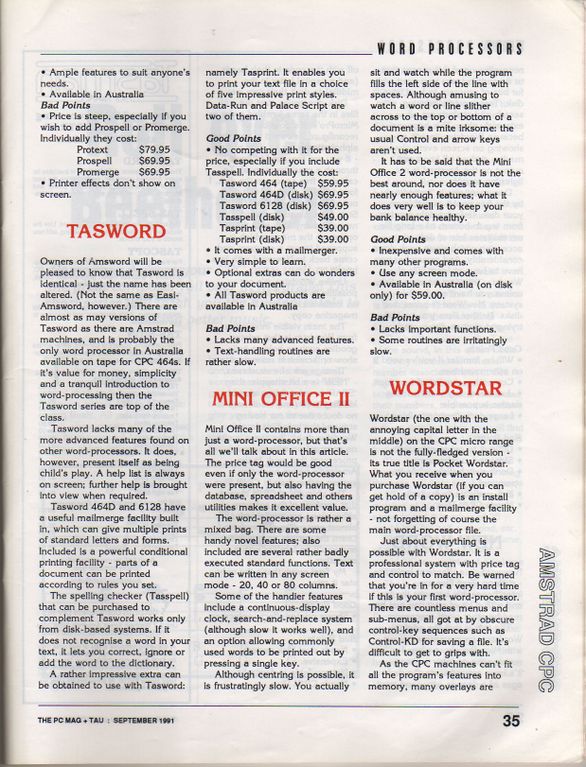 WORD PROCESSORS
• Ample features to suit anyone's
needs.
• Available in Australia
Bad Points
• Price is steep, especially if you
wish to add Prospell or Promerge.
Individually they cost:
Protext $79.95
Prospell $69.95
Promerge $69.95
• Printer effects don't show on
screen.
TASWORD
Owners of Amsword will be
pleased to know that Tasword is
identical - just the name has been
altered. (Not the same as Easi-
Amsword, however.) There are
almost as may versions of
Tasword as there are Amstrad
machines, and is probably the
only word processor in Australia
available on tape for CPC 464s. If
it's value for money, simplicity
and a tranquil introduction to
word-processing then the
Tasword series are top of the
class.
Tasword lacks many of the
more advanced features found on
other word-processors. It does,
however, present itself as being
child's play. A help list is always
on screen; further help is brought
into view when required.
Tasword 464D and 6128 have
a useful mailmerge facility built
in, which can give multiple prints
of standard letters and forms.
Included is a powerful conditional
printing facility - parts of a
document can be printed
according to rules you set.
The spelling checker (Tasspell)
that can be purchased to
complement Tasword works only
from disk-based systems. If it
does not recognise a word in your
text, it lets you correct, ignore or
add the word to the dictionary.
A rather impressive extra can
be obtained to use with Tasword:
namely Tasprint. It enables you
to print your text file in a choice
of five impressive print styles.
Data-Run and Palace Script are
two of them.
Good Points
• No competing with it for the
price, especially if you include
Tasspell. Individually the cost:
Tasword 464 (tape) $59.95
Tasword 464D (disk) $69.95
Tasword 6128 (disk) $69.95
Tasspell (disk) $49.00
Tasprint (tape) $39.00
Tasprint (disk) $39.00
• It comes with a mailmerger.
• Very simple to learn.
• Optional extras can do wonders
to your document.
• All Tasword products are
available in Australia
Bad Points
• Lacks many advanced features.
• Text-handling routines are
rather slow.
MINI OFFICE II
Mini Office II contains more than
just a word-processor, but that's
all we'll talk about in this article.
The price tag would be good
even if only the word-processor
were present, but also having the
database, spreadsheet and others
utilities makes it excellent value.
The word-processor is rather a
mixed bag. There are some
handy novel features; also
included are several rather badly
executed standard functions. Text
can be written in any screen
mode - 20, 40 or 80 columns.
Some of the handier features
include a continuous-display
clock, search-and-replace system
(although slow it works well), and
an option allowing commonly
used words to be printed out by
pressing a single key.
Although centring is possible, it
is frustratingly slow. You actually
sit and watch while the program
fills the left side of the line with
spaces. Although amusing to
watch a word or line slither
across to the top or bottom of a
document is a mite irksome: the
usual Control and arrow keys
aren't used.
It has to be said that the Mini
Office 2 word-processor is not the
best around, nor does it have
nearly enough features; what it
does very well is to keep your
bank balance healthy.
Good Points
• Inexpensive and comes with
many other programs.
• Use any screen mode.
• Available in Australia (on disk
only) for $59.00.
Bad Points
• Lacks important functions.
• Some routines are irritatingly
slow.
WORDSTAR
Wordstar (the one with the
annoying capital letter in the
middle) on the CPC micro range
is not the fully-fledged version -
its true title is Pocket Wordstar.
What you receive when you
purchase Wordstar (if you can
get hold of a copy) is an install
program and a mailmerge facility
- not forgetting of course the
main word-processor file.
Just about everything is
possible with Wordstar. It is a
professional system with price tag
and control to match. Be warned
that you're in for a very hard time
if this is your first word-processor.
There are countless menus and
sub-menus, all got at by obscure
control-key sequences such as
Control-KD for saving a file. It's
difficult to get to grips with.
As the CPC machines can't fit
all the program's features into
memory, many overlays are
AMSTRAD CPC
THE PC MAG + TAU : SEPTEMBER 1991
35